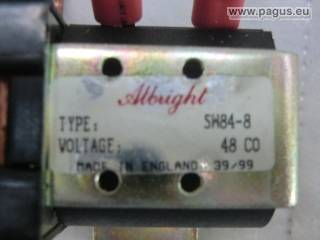 www.pagus.eu
Albright
TYPE: SW84-8
VOLTAGE: 48 CO
MADE IN ENGLAND 39/99